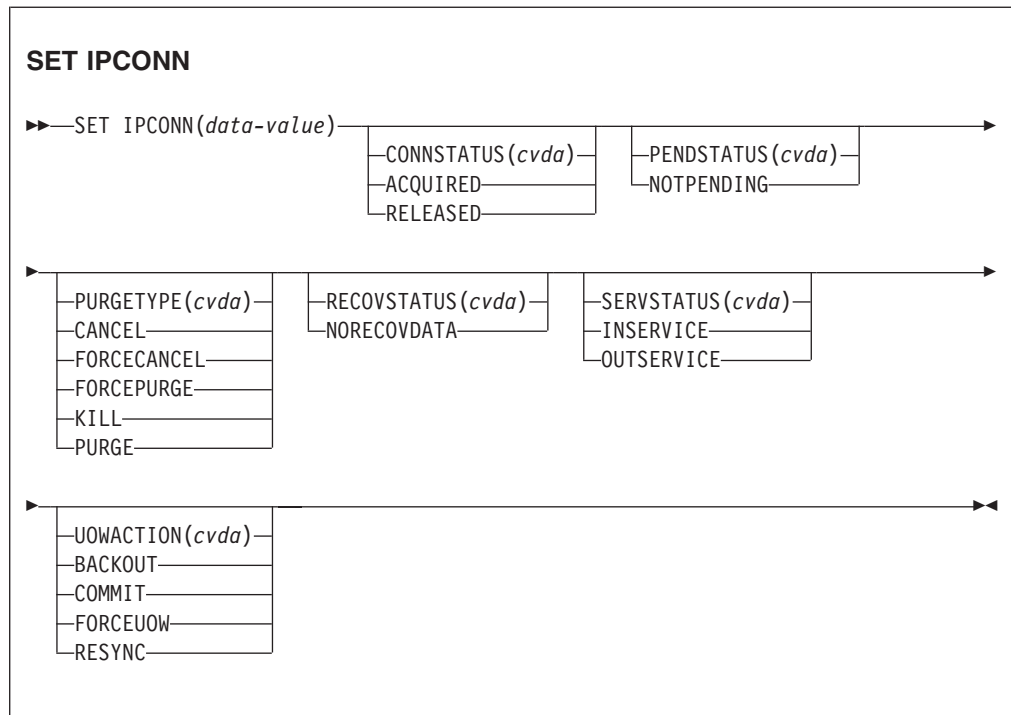 SET IPCONN
SET IPCONN(data-value)
CONNSTATUS(cvda)
ACQUIRED
RELEASED
PENDSTATUS(cvda)
NOTPENDING
PURGETYPE(cvda)
CANCEL
FORCECANCEL
FORCEPURGE
KILL
PURGE
RECOVSTATUS(cvda)
NORECOVDATA
SERVSTATUS(cvda)
INSERVICE
OUTSERVICE
UOWACTION(cvda)
BACKOUT
COMMIT
FORCEUOW
RESYNC